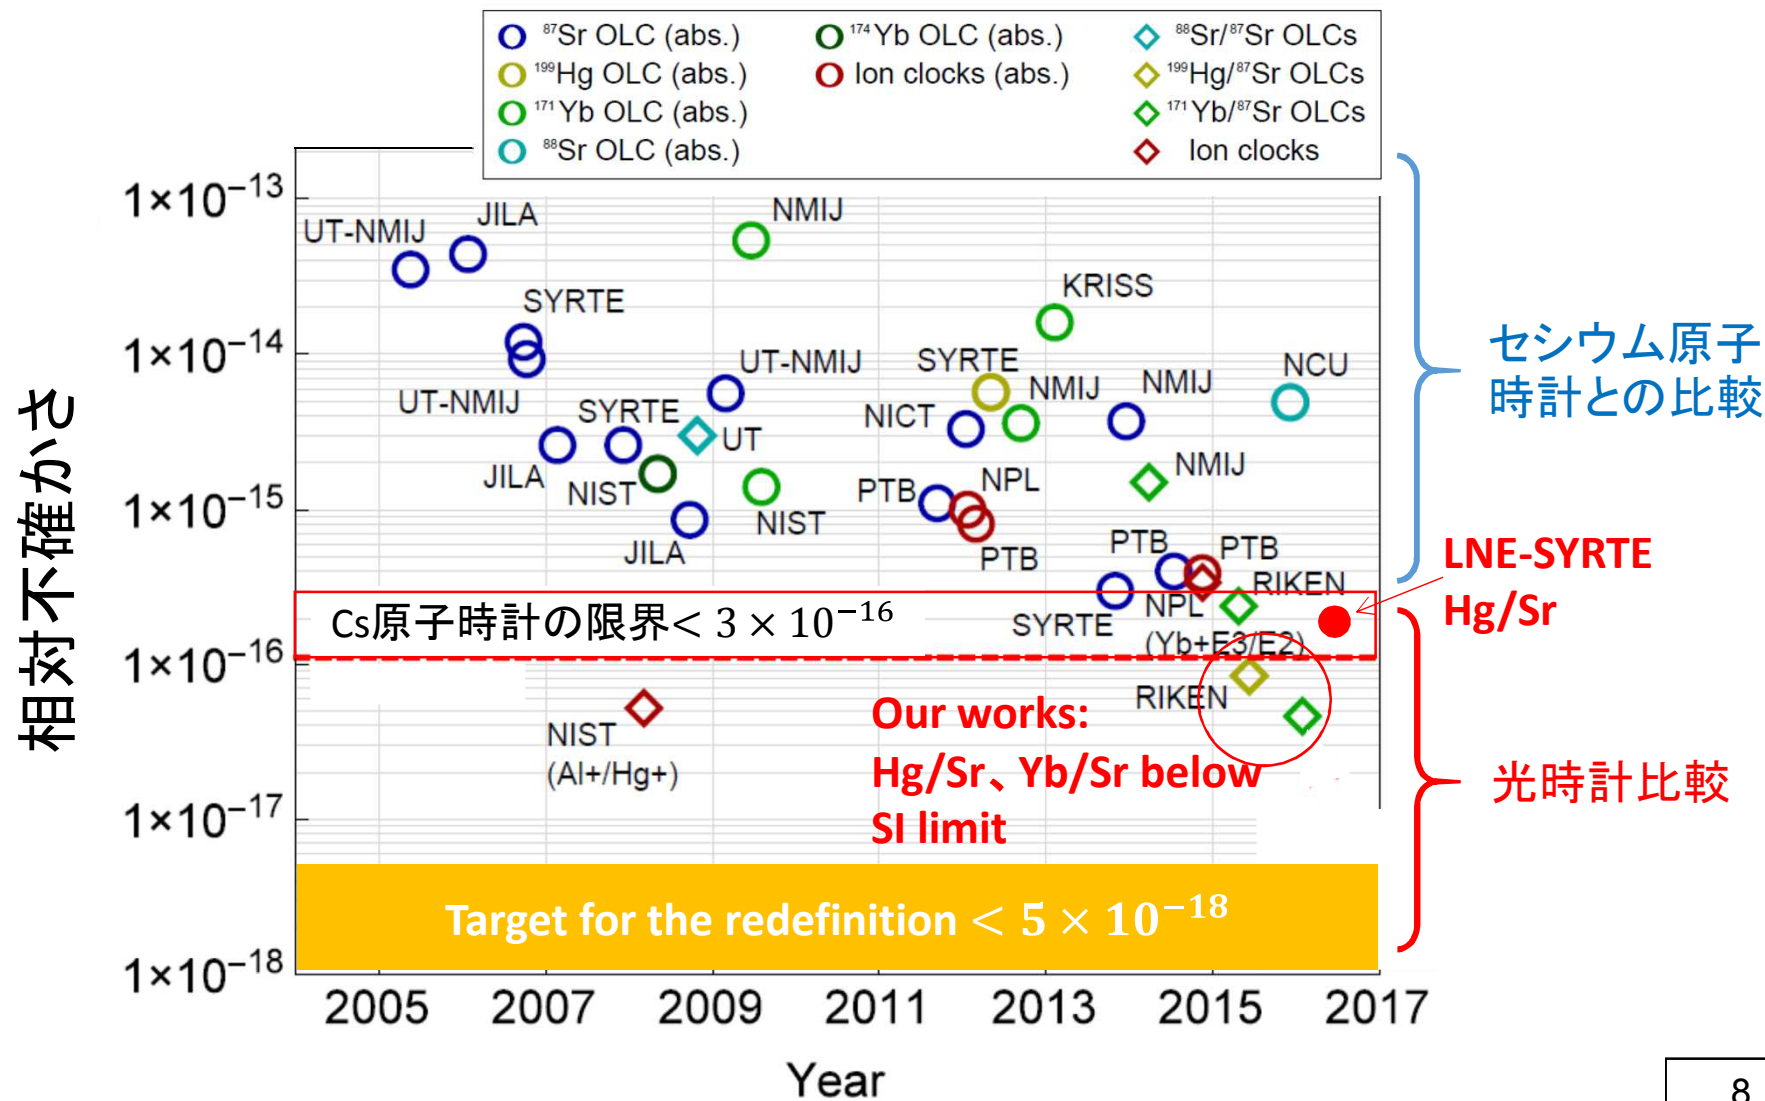 ⁸⁷Sr OLC (abs.)
¹⁹⁹Hg OLC (abs.)
¹⁷¹Yb OLC (abs.)
⁸⁸Sr OLC (abs.)
¹⁷⁴Yb OLC (abs.)
Ion clocks (abs.)
⁸⁸Sr/⁸⁷Sr OLCs
¹⁹⁹Hg/⁸⁷Sr OLCs
¹⁷¹Yb/⁸⁷Sr OLCs
Ion clocks
相対不確かさ
1×10⁻¹³
1×10⁻¹⁴
1×10⁻¹⁵
1×10⁻¹⁶
1×10⁻¹⁷
1×10⁻¹⁸
UT-NMIJ
JILA
NMIJ
SYRTE
KRISS
UT-NMIJ
UT-NMIJ
SYRTE
NMIJ
NMIJ
NCU
SYRTE
UT
NICT
JILA
NIST
NMIJ
PTB
NPL
NIST
JILA
PTB
PTB
PTB
RIKEN
SYRTE
NPL
(Yb+E3/E2)
RIKEN
NIST
(Al+/Hg+)
Cs原子時計の限界< 3 × 10⁻¹⁶
Our works:
Hg/Sr、Yb/Sr below
SI limit
Target for the redefinition < 5 × 10⁻¹⁸
セシウム原子
時計との比較
LNE-SYRTE
Hg/Sr
光時計比較
2005
2007
2009
2011
2013
2015
2017
Year
8